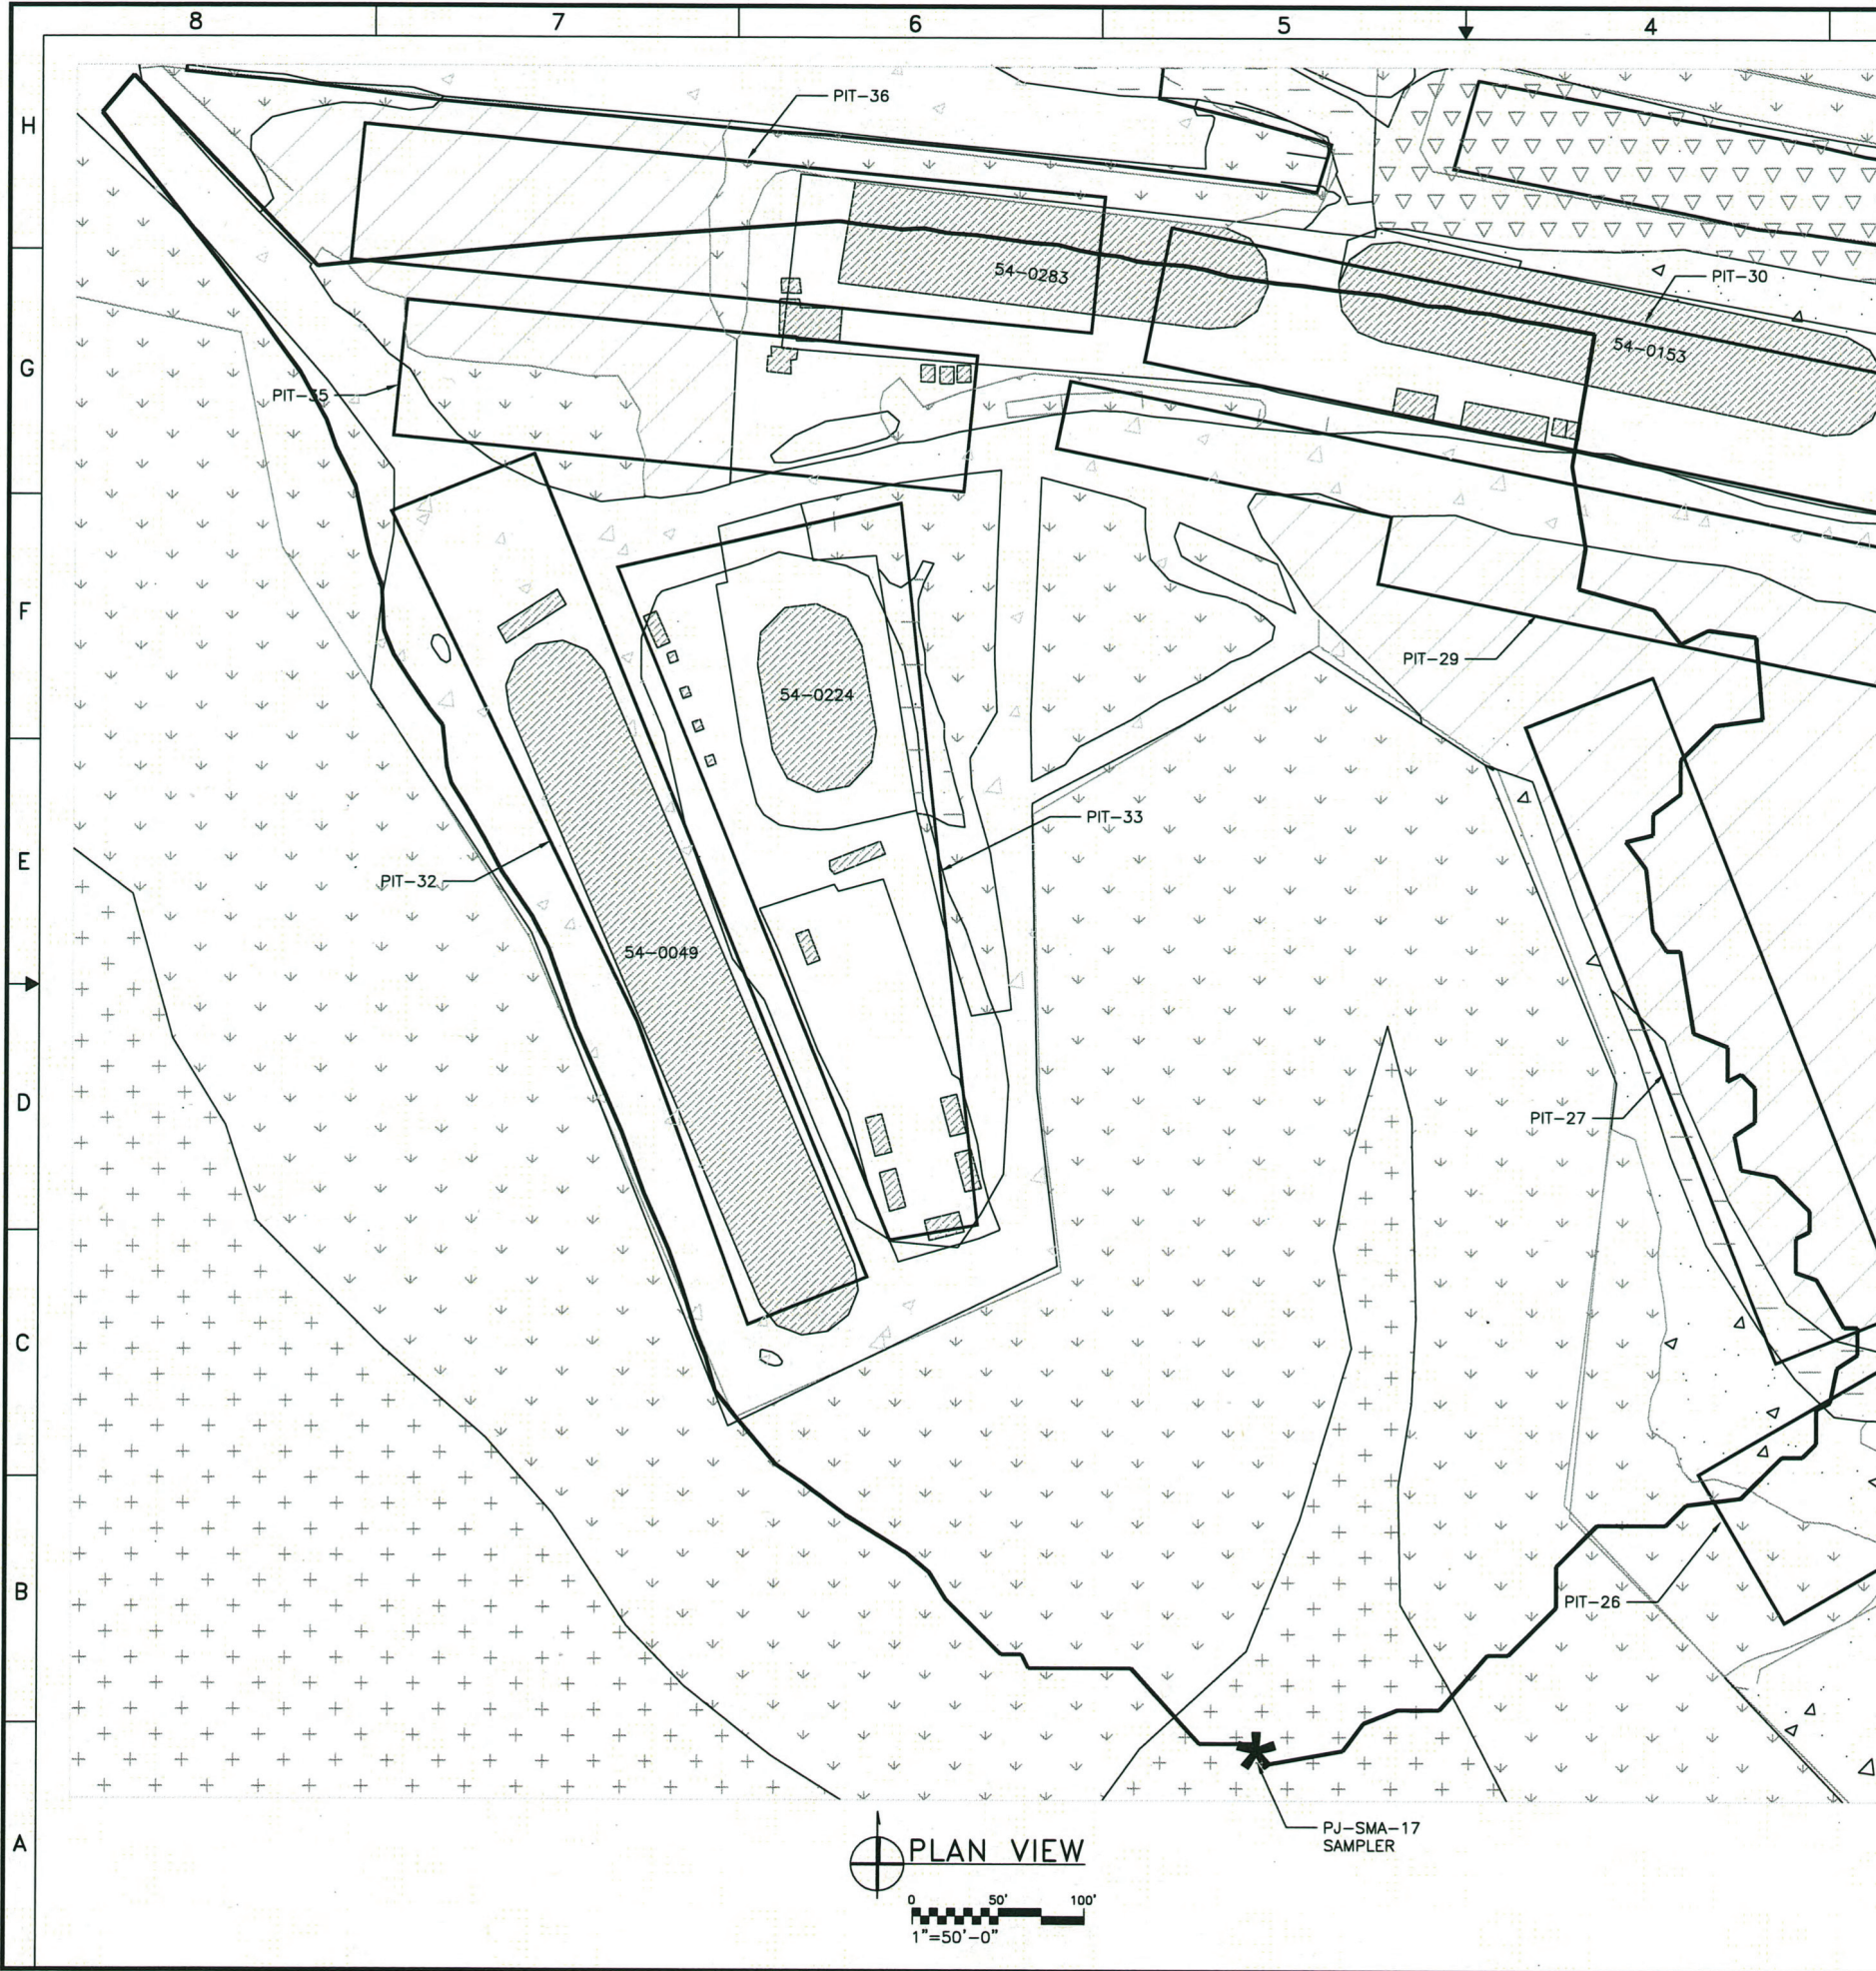 8 7 6 5 4
H
PIT-36
54-0283
PIT-30
G
54-0153
PIT-35
F
PIT-29
54-0224
PIT-33
E
PIT-32
54-0049
D
PIT-27
C
B
PIT-26
A
PJ-SMA-17
SAMPLER
PLAN VIEW
0 50' 100'
1"=50'-0"